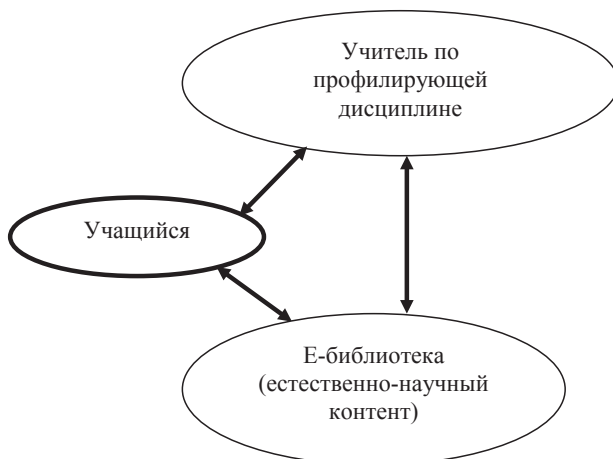 Учитель по
профилирующей
дисциплине
Учащийся
Е-библиотека
(естественно-научный
контент)